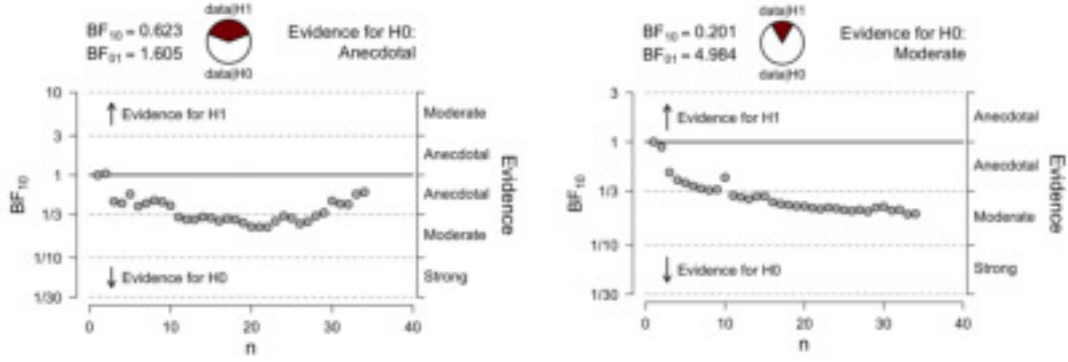 data|H1
BF10 = 0.623
BF01 = 1.605
Evidence for H0:
Anecdotal
data|H0
10
3
1
1/3
1/10
1/30
BF10
Evidence for H1
Evidence for H0
Moderate
Anecdotal
Anecdotal
Moderate
Strong
Evidence
0 10 20 30 40
n
data|H1
BF10 = 0.201
BF01 = 4.984
Evidence for H0:
Moderate
data|H0
3
1
1/3
1/10
1/30
BF10
Evidence for H1
Evidence for H0
Anecdotal
Anecdotal
Moderate
Strong
Evidence
0 10 20 30 40
n